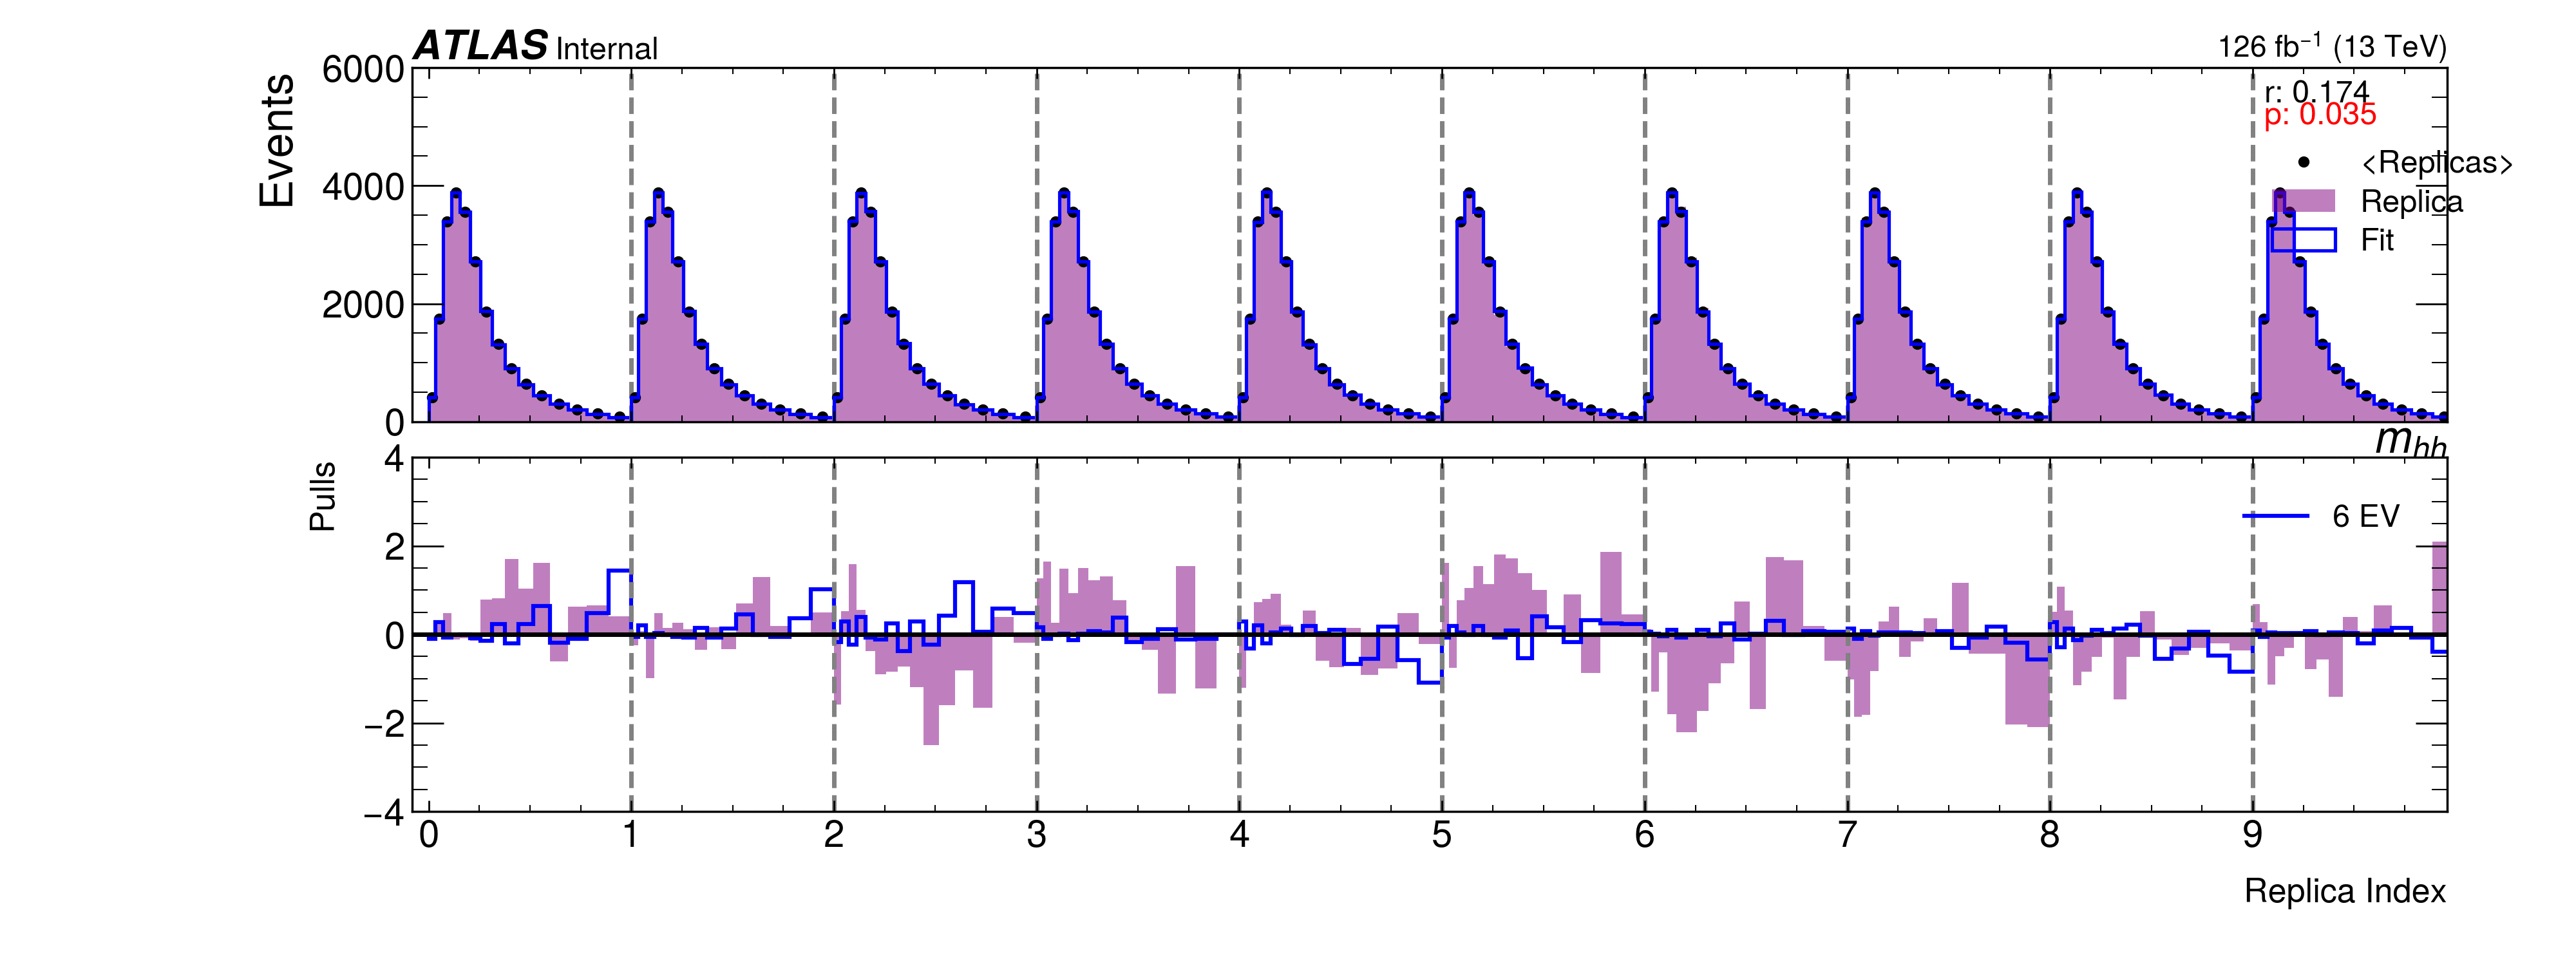 ATLAS Internal
126 fb⁻¹ (13 TeV)
Events
6000
4000
2000
0
r: 0.174
p: 0.035
<Replicas>
Replica
Fit
m_hh
Pulls
4
2
0
−2
−4
6 EV
0 1 2 3 4 5 6 7 8 9
Replica Index